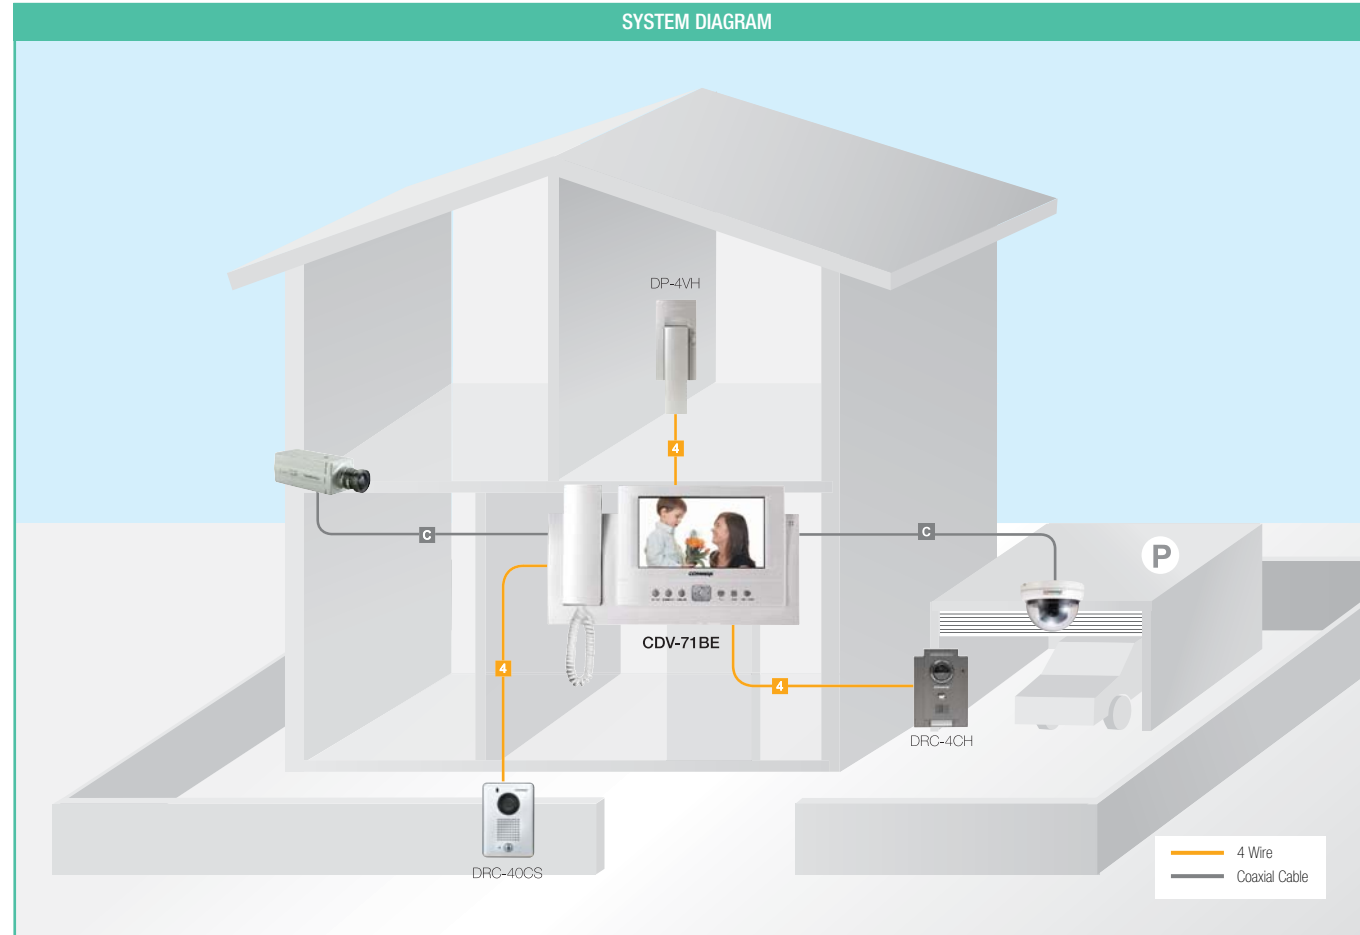 SYSTEM DIAGRAM
DP-4VH
4
C
C
P
CDV-71BE
4
4
DRC-4CH
DRC-40CS
4 Wire
Coaxial Cable